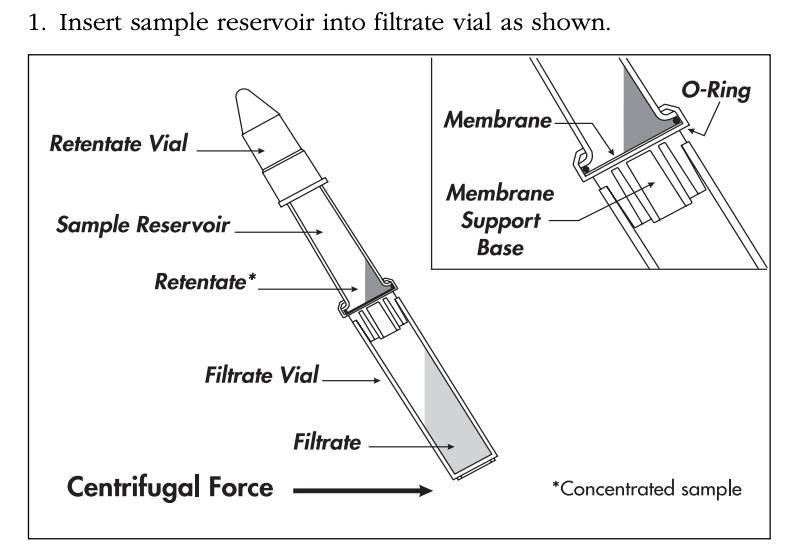 1. Insert sample reservoir into filtrate vial as shown.
Retentate Vial
Sample Reservoir
Retentate*
Filtrate Vial
Filtrate
Centrifugal Force
O-Ring
Membrane
Membrane
Support
Base
*Concentrated sample